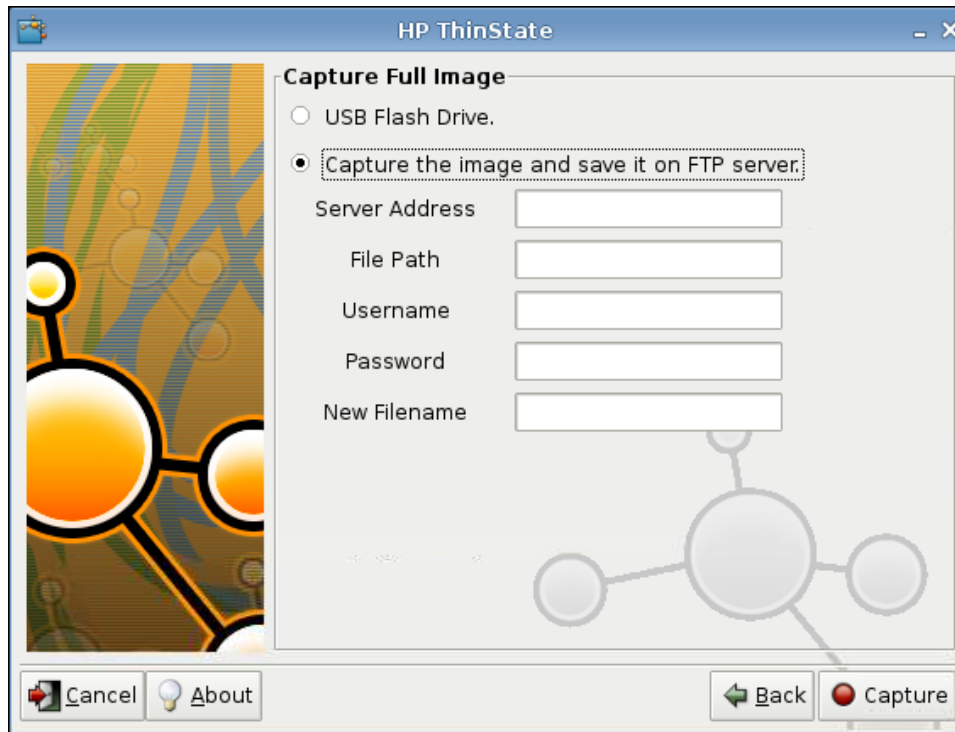 HP ThinState
Capture Full Image
USB Flash Drive.
Capture the image and save it on FTP server.
Server Address
File Path
Username
Password
New Filename
Cancel
About
Back
Capture